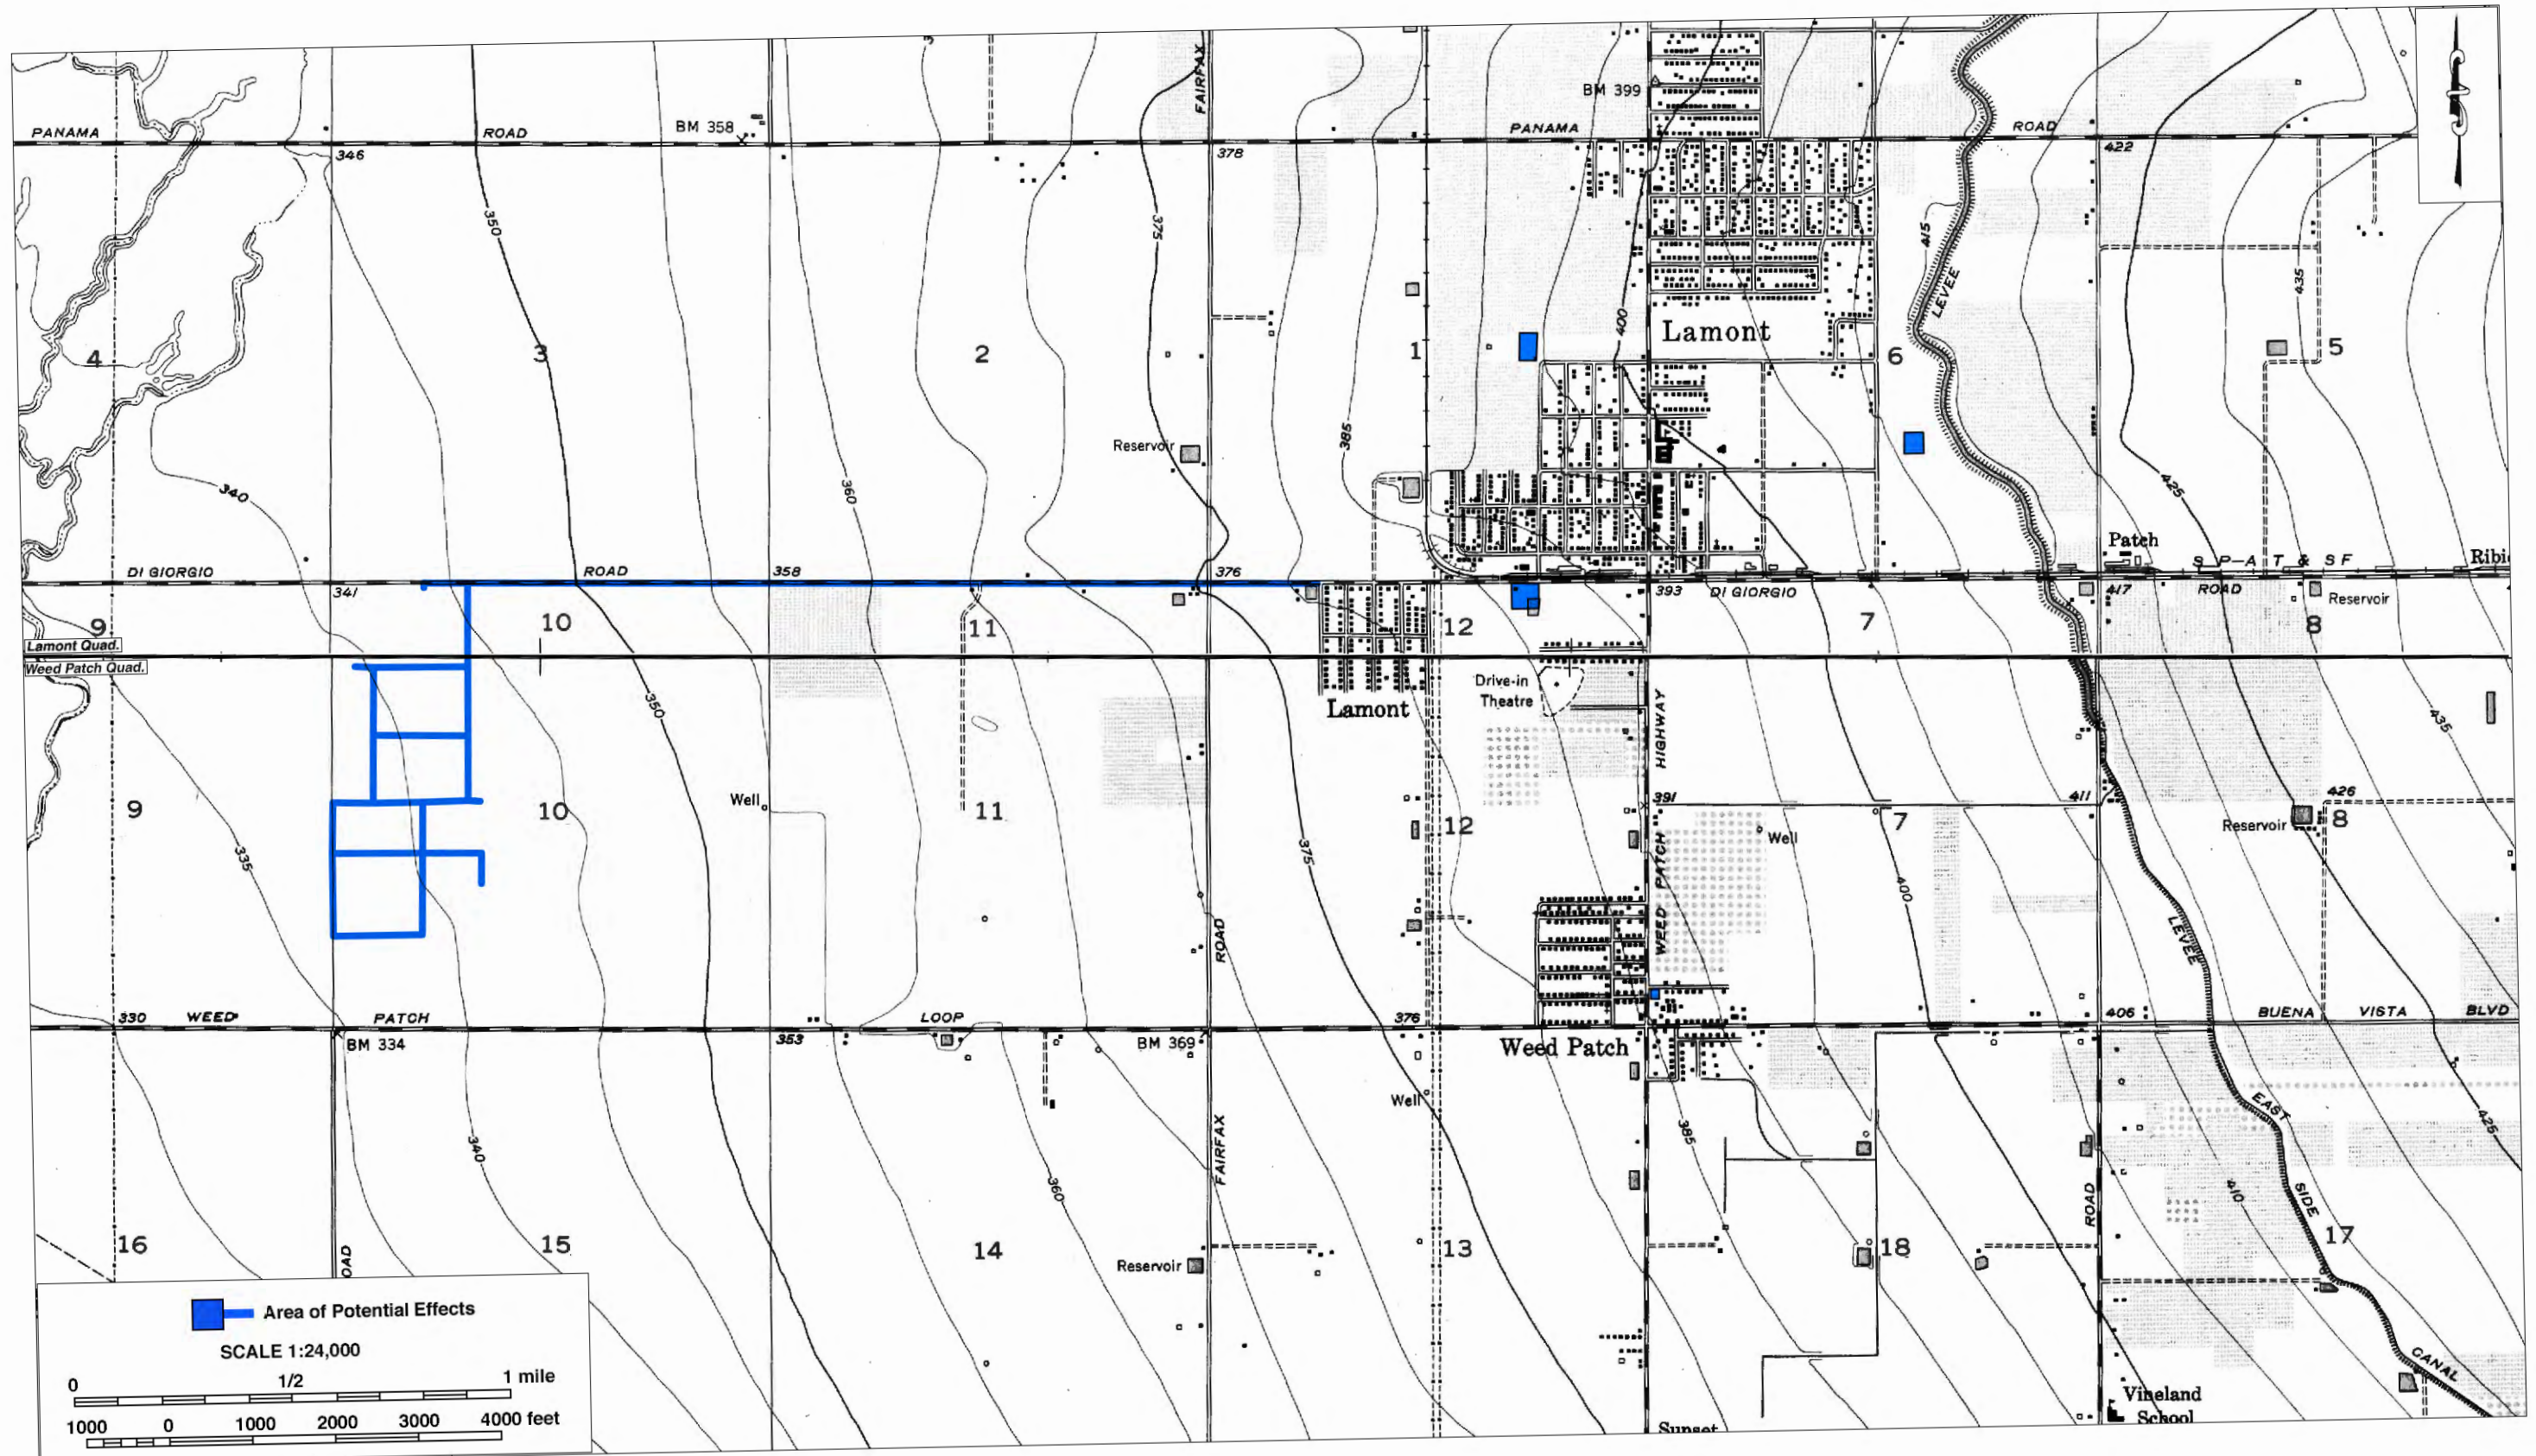 FAIRFAX
BM 399
PANAMA
ROAD
BM 358
PANAMA
ROAD
346
378
422
350
375
415
LEVEE
435
400
Lamont
4
3
2
1
6
5
385
Reservoir
340
360
425
Patch
S P-A T & S F
DI GIORGIO
ROAD
358
376
341
393
DI GIORGIO
417
ROAD
Reservoir
9
10
11
12
7
8
Lamont Quad.
Weed Patch Quad.
Drive-in
Theatre
350
Lamont
HIGHWAY
435
Well
391
411
426
9
10
11
12
7
8
Reservoir
Well
335
375
PATCH
400
WEED
ROAD
LEVEE
330
WEED
PATCH
LOOP
376
406
BUENA
VISTA
BLVD
BM 334
353
BM 369
Weed Patch
Well
EAST
425
340
FAIRFAX
385
360
410
SIDE
ROAD
16
15
14
13
18
17
OAD
Reservoir
CANAL
Vineland
School
Sunset
Area of Potential Effects
SCALE 1:24,000
0 1/2 1 mile
1000 0 1000 2000 3000 4000 feet